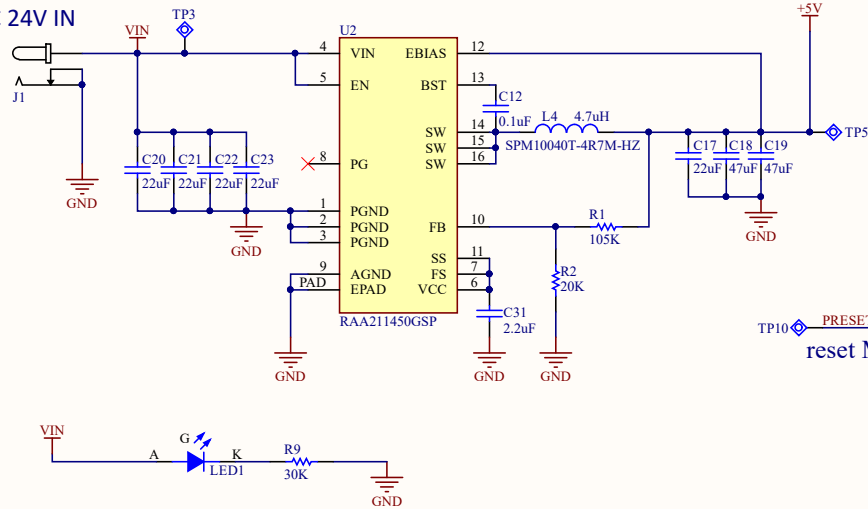 24V IN
VIN
TP3
J1
GND
C20
22uF
C21
22uF
C22
22uF
C23
22uF
GND
U2
4
VIN
5
EN
8
PG
1
PGND
2
PGND
3
PGND
9
AGND
PAD
EPAD
GND
EBIAS
12
BST
13
SW
14
SW
15
SW
16
FB
10
SS
11
FS
7
VCC
6
RAA211450GSP
C12
0.1uF
L4
4.7uH
SPM10040T-4R7M-HZ
R1
105K
R2
20K
GND
C31
2.2uF
GND
+5V
TP5
C17
22uF
C18
47uF
C19
47uF
GND
TP10
PRESET
reset
VIN
A
G
K
LED1
R9
30K
GND